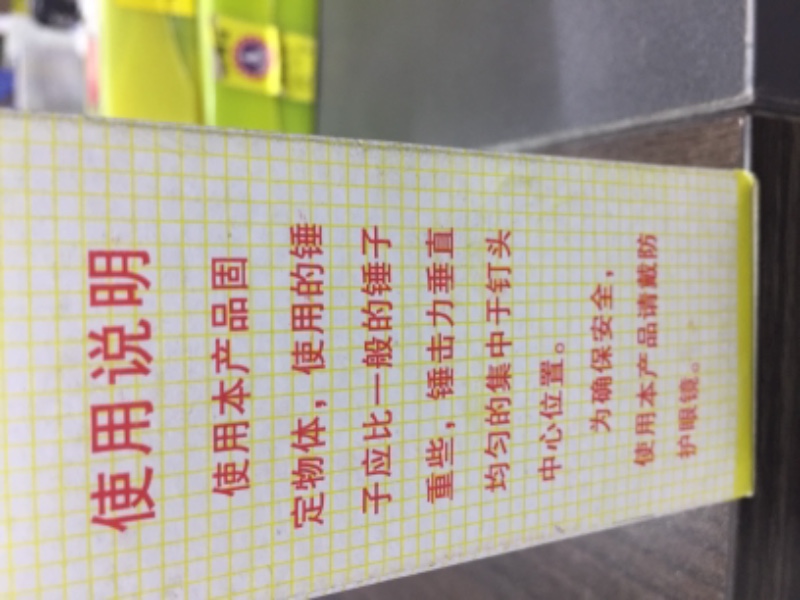 使用说明
使用本产品固
定物体，使用的锤
子应比一般的锤子
重些，锤击力垂直
均匀的集中于钉头
中心位置。
为确保安全，
使用本产品请戴防
护眼镜。